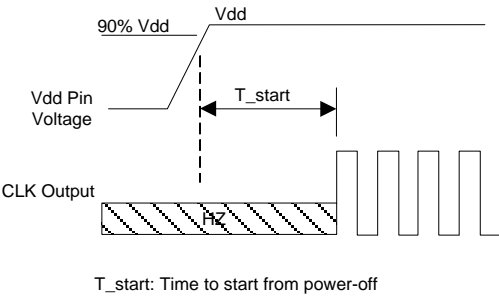 Vdd
90% Vdd
T_start
Vdd Pin
Voltage
CLK Output
HZ
T_start: Time to start from power-off